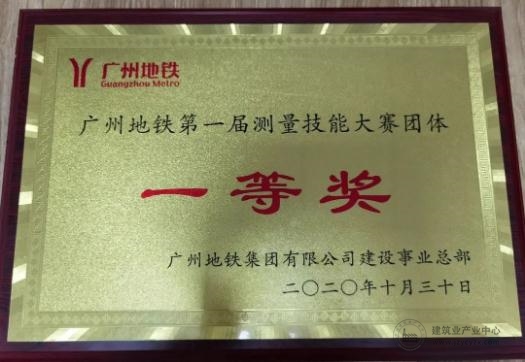 广州地铁
Guangzhou Metro
广州地铁第一届测量技能大赛团体
一等奖
广州地铁集团有限公司建设事业总部
二〇二〇年十月三十日
建筑业产业中心